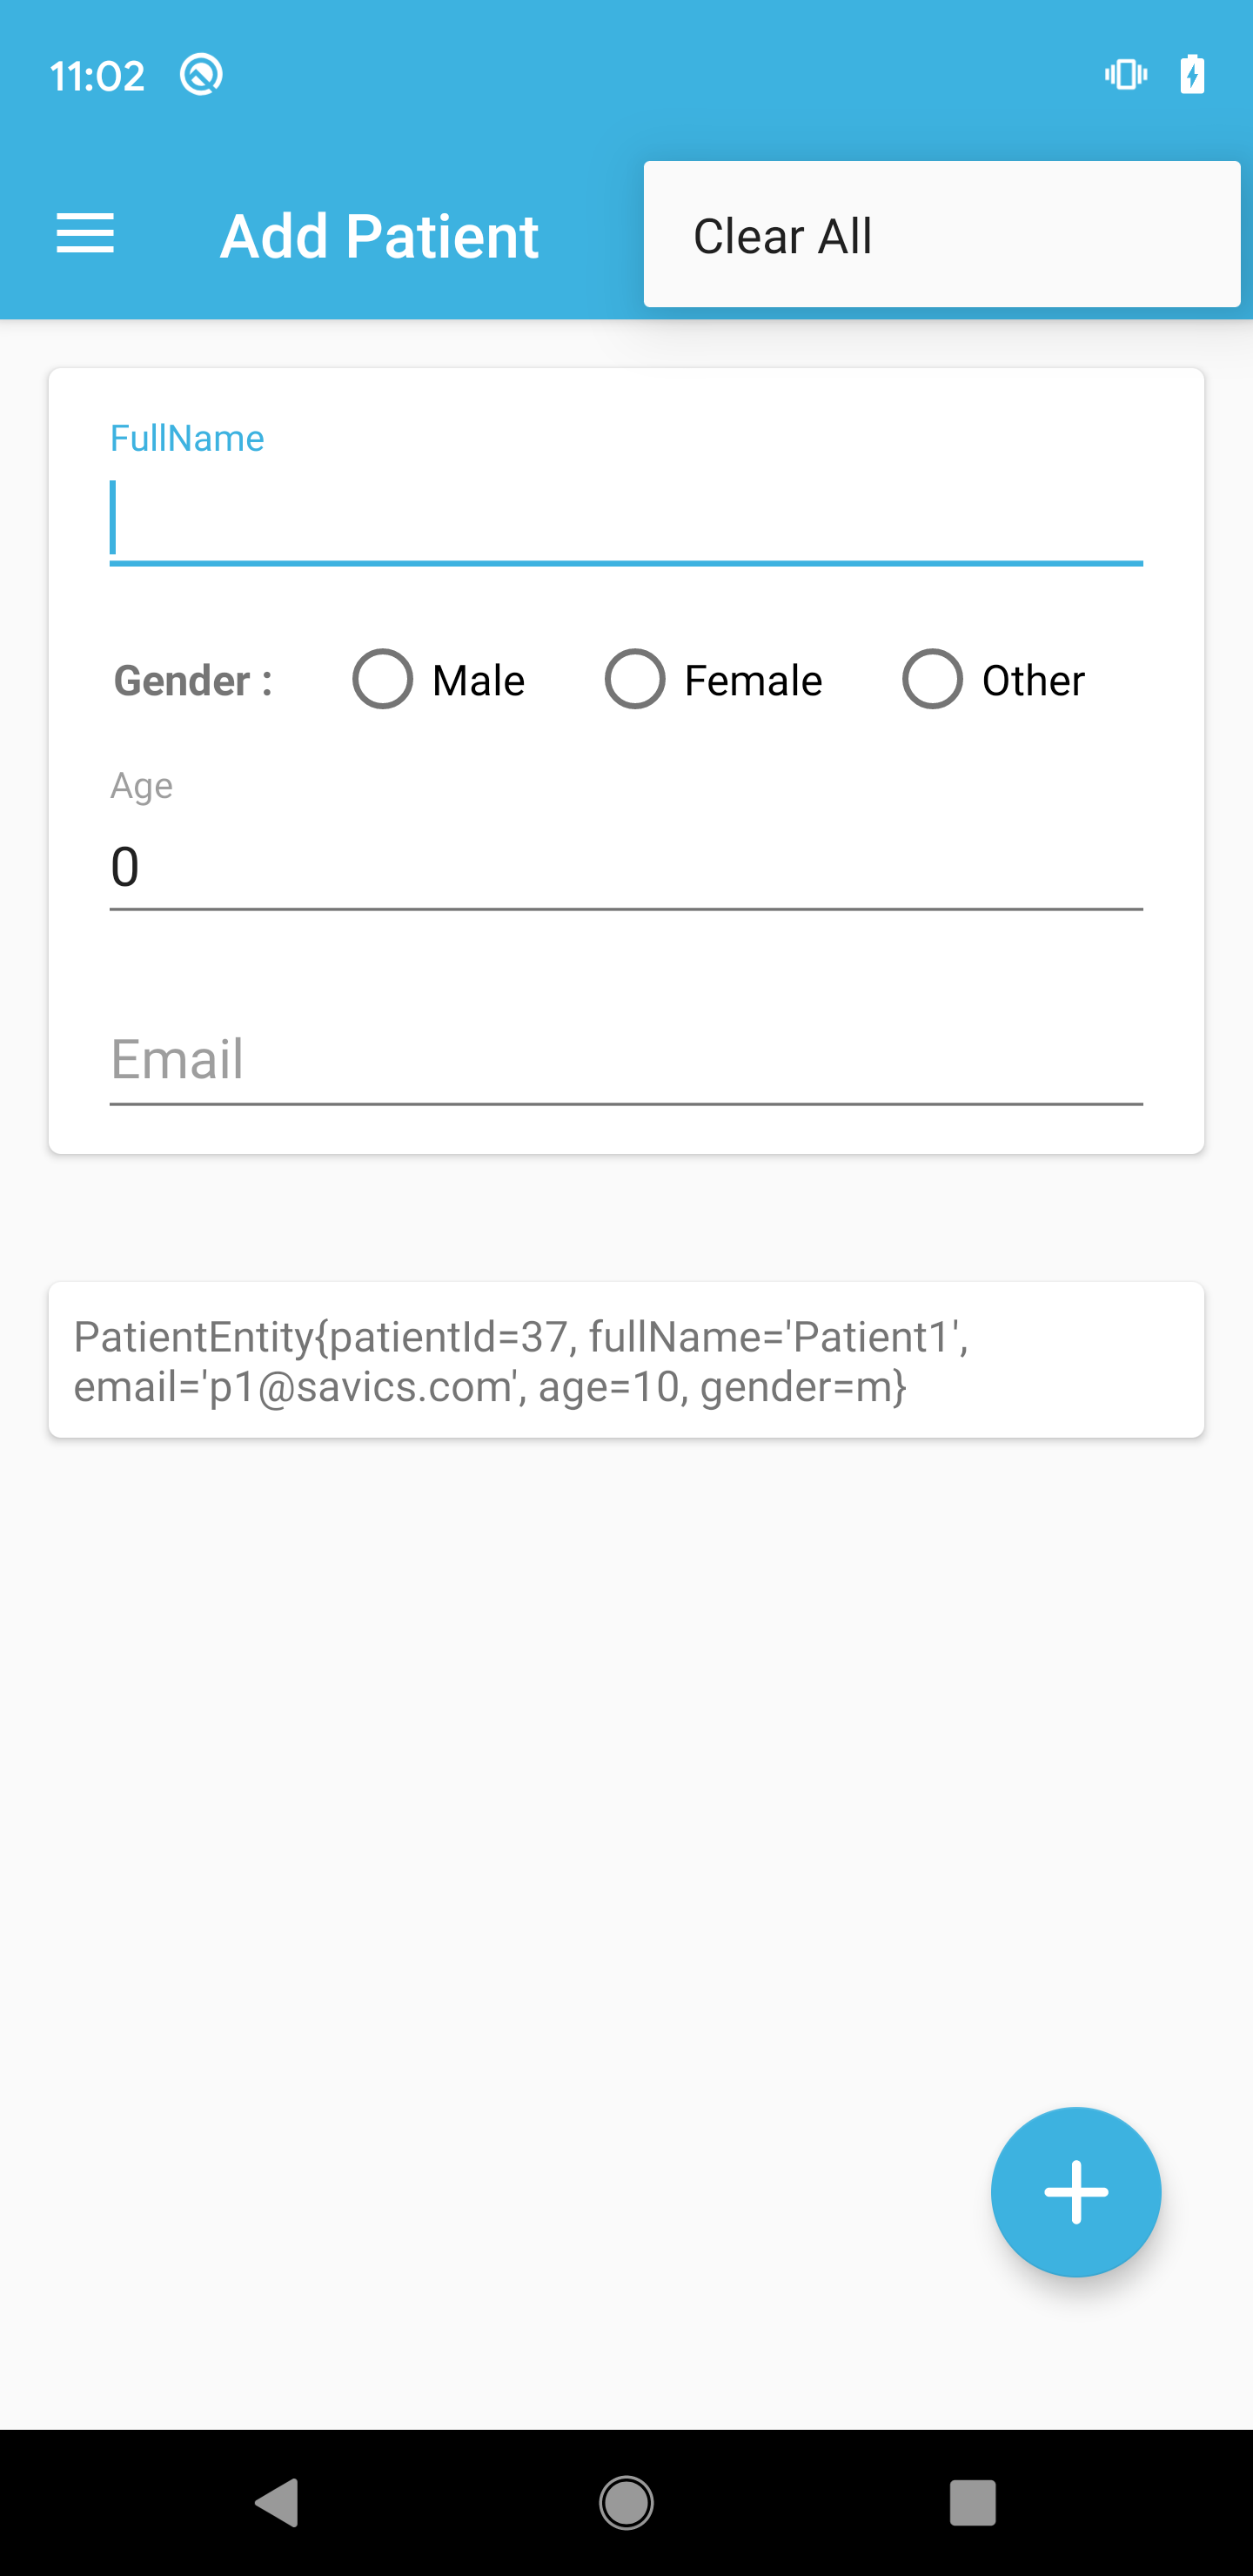 11:02
Add Patient
Clear All
FullName
Gender :
Male
Female
Other
Age
0
Email
PatientEntity{patientId=37, fullName='Patient1',
email='p1@savics.com', age=10, gender=m}